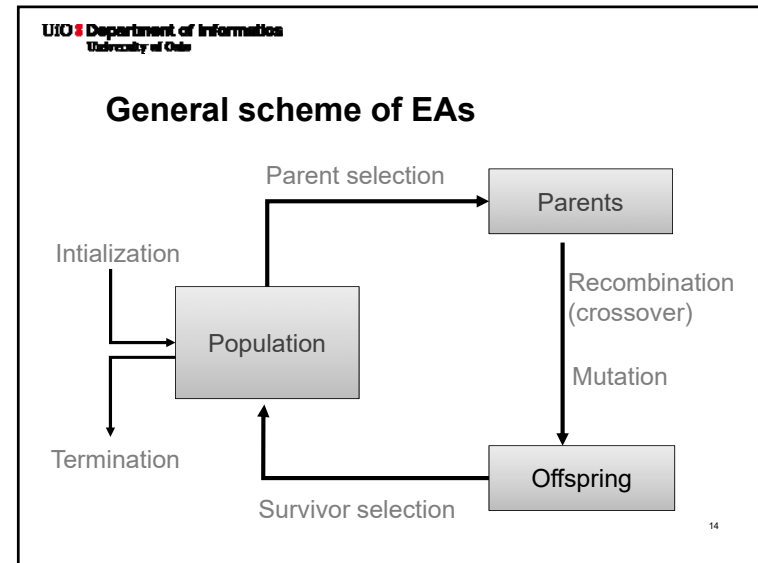 UiO Department of Informatics
University of Oslo
General scheme of EAs
Parent selection
Parents
Intialization
Recombination
(crossover)
Population
Mutation
Termination
Offspring
Survivor selection
14